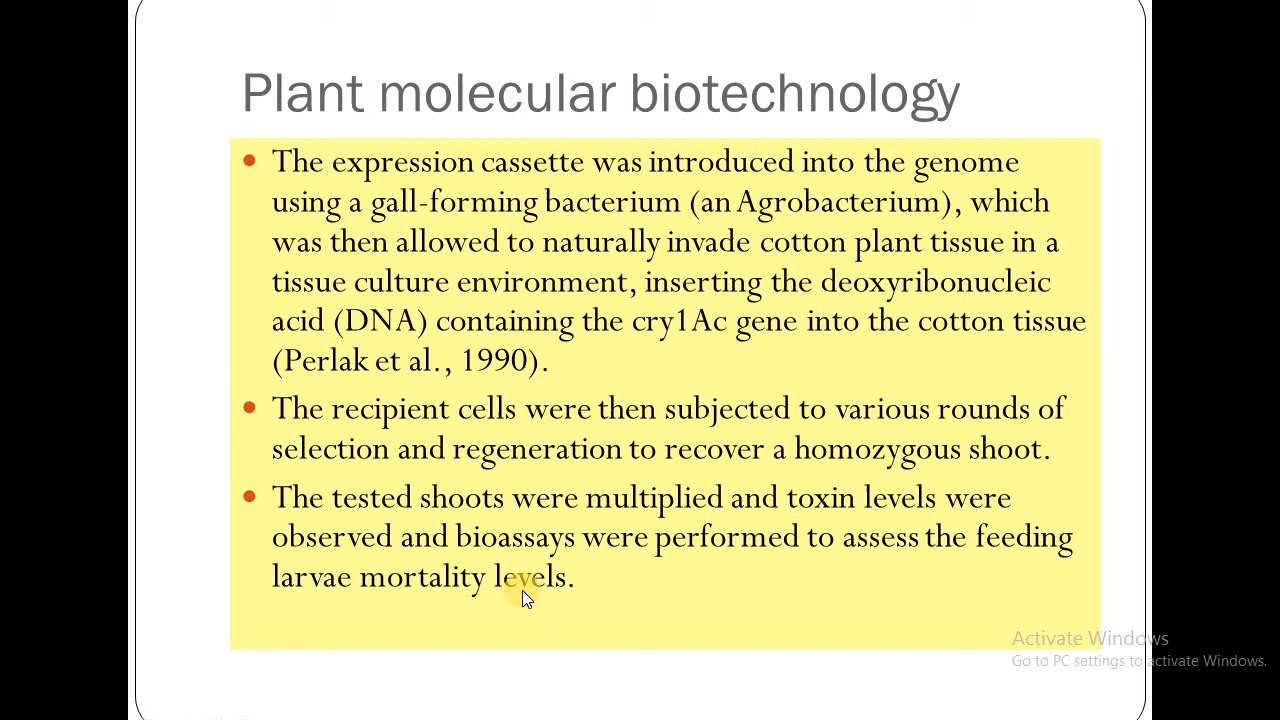 Plant molecular biotechnology
• The expression cassette was introduced into the genome
using a gall-forming bacterium (an Agrobacterium), which
was then allowed to naturally invade cotton plant tissue in a
tissue culture environment, inserting the deoxyribonucleic
acid (DNA) containing the cry1Ac gene into the cotton tissue
(Perlak et al., 1990).
• The recipient cells were then subjected to various rounds of
selection and regeneration to recover a homozygous shoot.
• The tested shoots were multiplied and toxin levels were
observed and bioassays were performed to assess the feeding
larvae mortality levels.
Activate Windows
Go to PC settings to activate Windows.